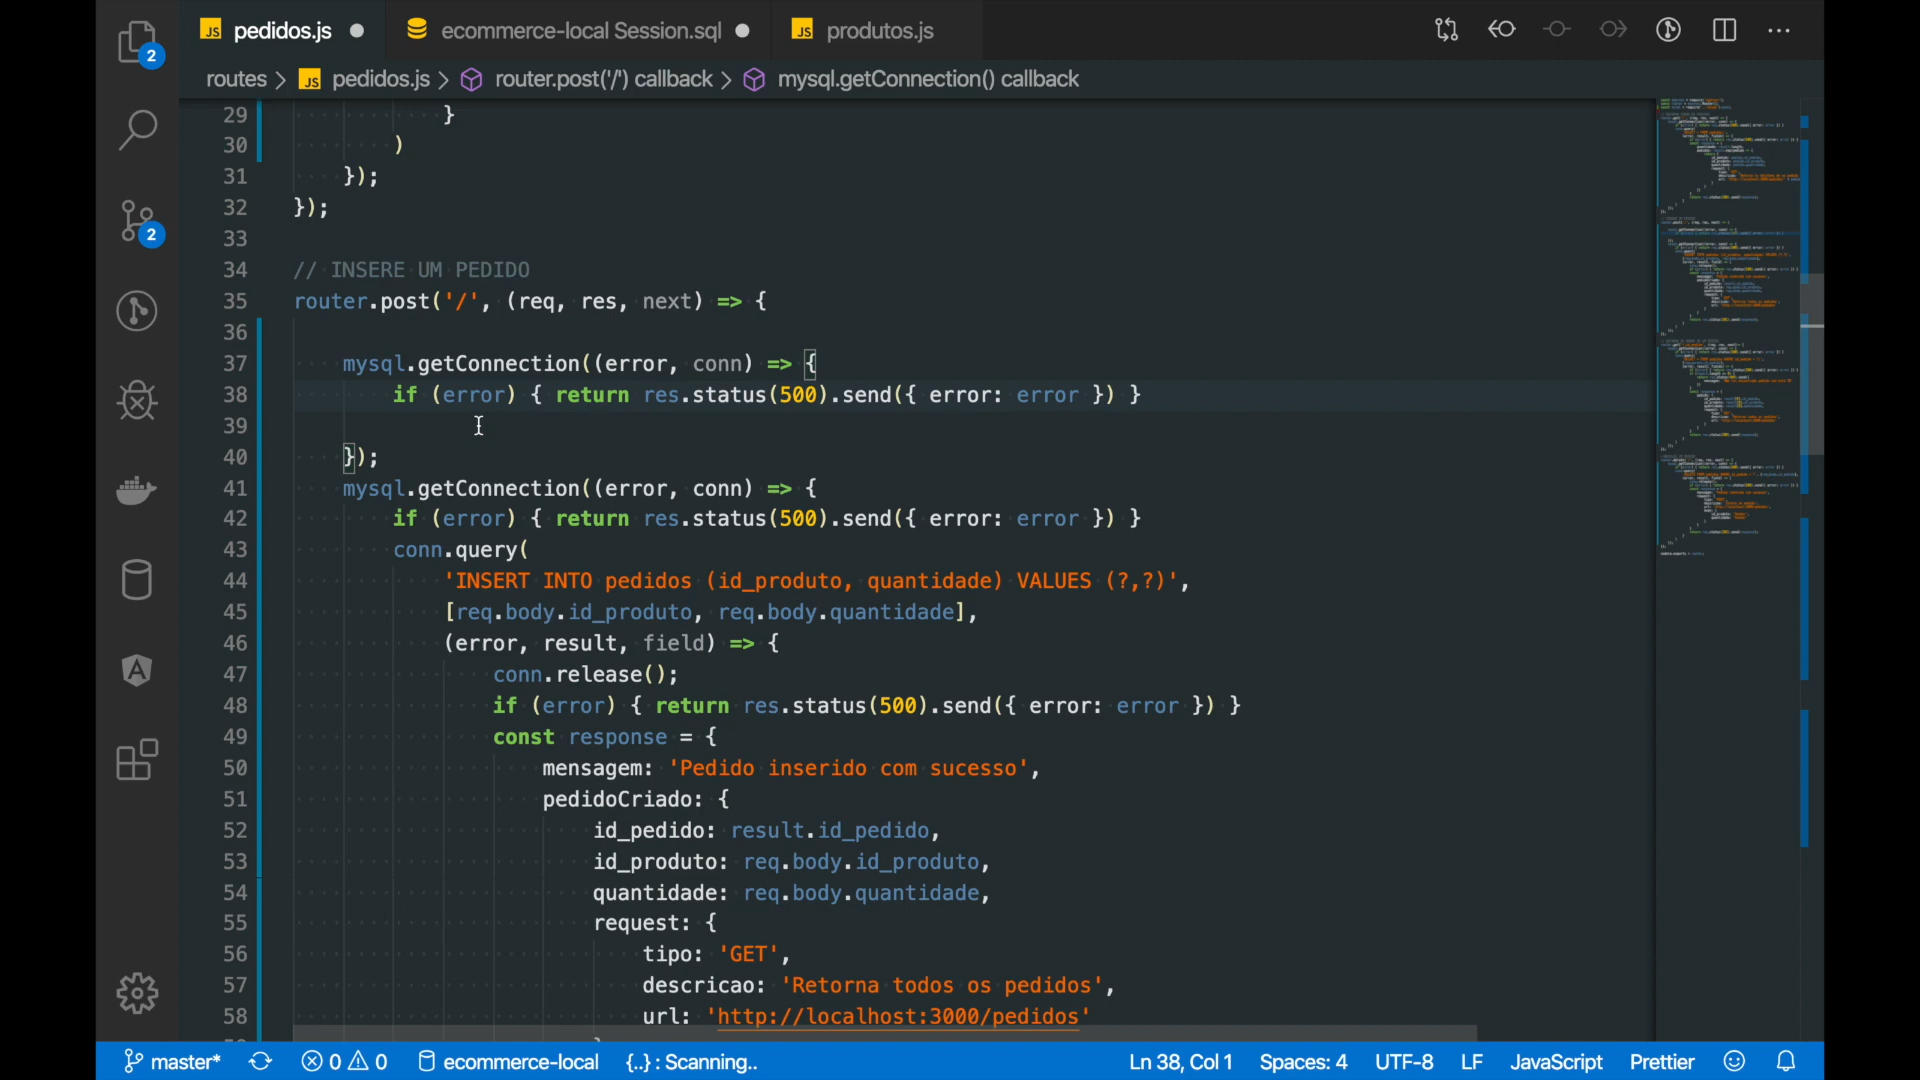 JS pedidos.js
ecommerce-local Session.sql
JS produtos.js
2
2
routes > JS pedidos.js > router.post('/') callback > mysql.getConnection() callback
29 }
30 )
31 });
32 });
33
34 // INSERE UM PEDIDO
35 router.post('/', (req, res, next) => {
36
37 mysql.getConnection((error, conn) => {
38 if (error) { return res.status(500).send({ error: error }) }
39
40 });
41 mysql.getConnection((error, conn) => {
42 if (error) { return res.status(500).send({ error: error }) }
43 conn.query(
44 'INSERT INTO pedidos (id_produto, quantidade) VALUES (?,?)',
45 [req.body.id_produto, req.body.quantidade],
46 (error, result, field) => {
47 conn.release();
48 if (error) { return res.status(500).send({ error: error }) }
49 const response = {
50 mensagem: 'Pedido inserido com sucesso',
51 pedidoCriado: {
52 id_pedido: result.id_pedido,
53 id_produto: req.body.id_produto,
54 quantidade: req.body.quantidade,
55 request: {
56 tipo: 'GET',
57 descricao: 'Retorna todos os pedidos',
58 url: 'http://localhost:3000/pedidos'
master* 0 0 ecommerce-local {..} : Scanning.. Ln 38, Col 1 Spaces: 4 UTF-8 LF JavaScript Prettier